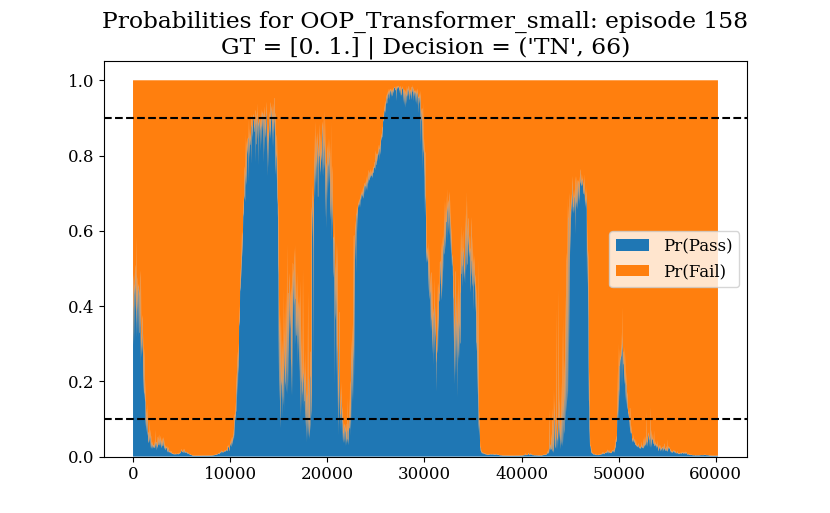 Probabilities for OOP_Transformer_small: episode 158
GT = [0. 1.] | Decision = ('TN', 66)
1.0
0.8
0.6
0.4
0.2
0.0
Pr(Pass)
Pr(Fail)
0 10000 20000 30000 40000 50000 60000